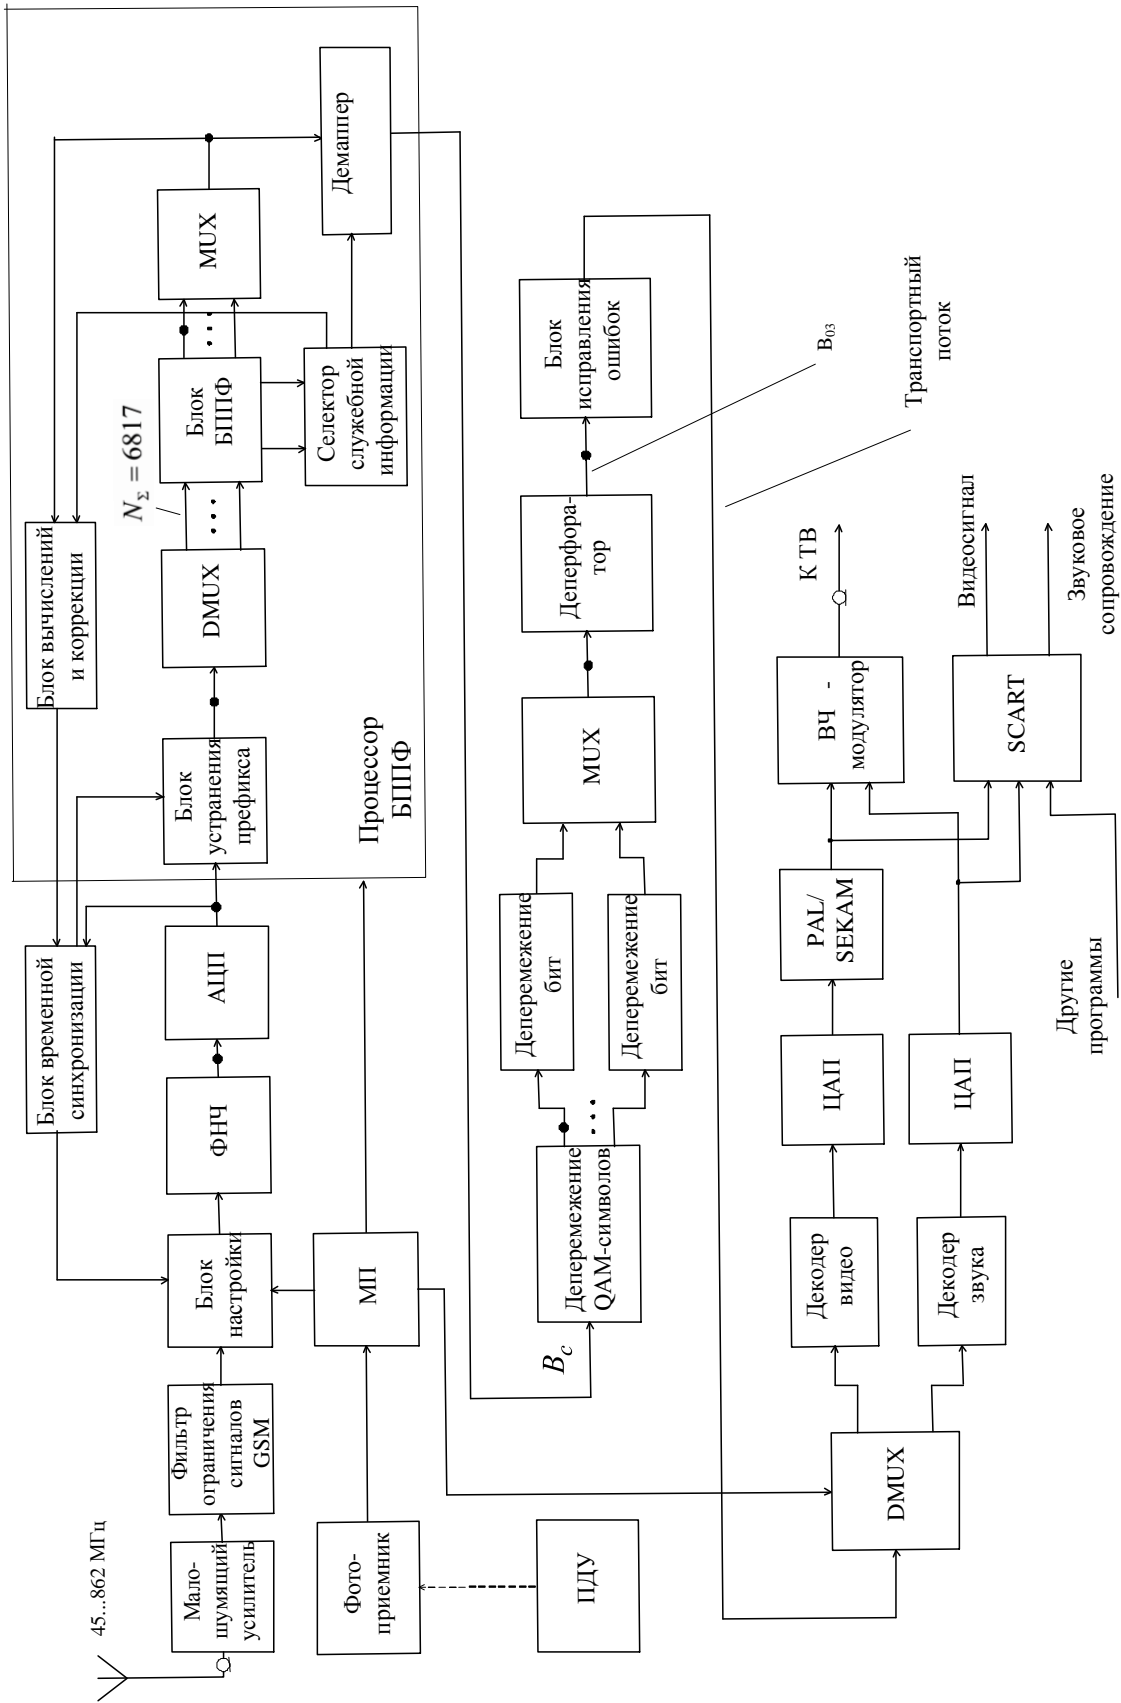 45...862 МГц
Мало-
шумящий
усилитель
Фильтр
ограничения
сигналов
GSM
Блок
настройки
ФНЧ
АЦП
Блок временной
синхронизации
Блок
устранения
префикса
DMUX
N_Σ = 6817
Блок
БППФ
MUX
Блок вычислений
и коррекции
Селектор
служебной
информации
Демаппер
Процессор
БППФ
Фото-
приемник
МП
ПДУ
B_c
Деперемежение
QAM-символов
Деперемежение
бит
Деперемежение
бит
MUX
Деперфора-
тор
Блок
исправления
ошибок
B_03
Транспортный
поток
DMUX
Декодер
видео
Декодер
звука
ЦАП
ЦАП
PAL/
SEKAM
ВЧ -
модулятор
К ТВ
SCART
Видеосигнал
Звуковое
сопровождение
Другие
программы